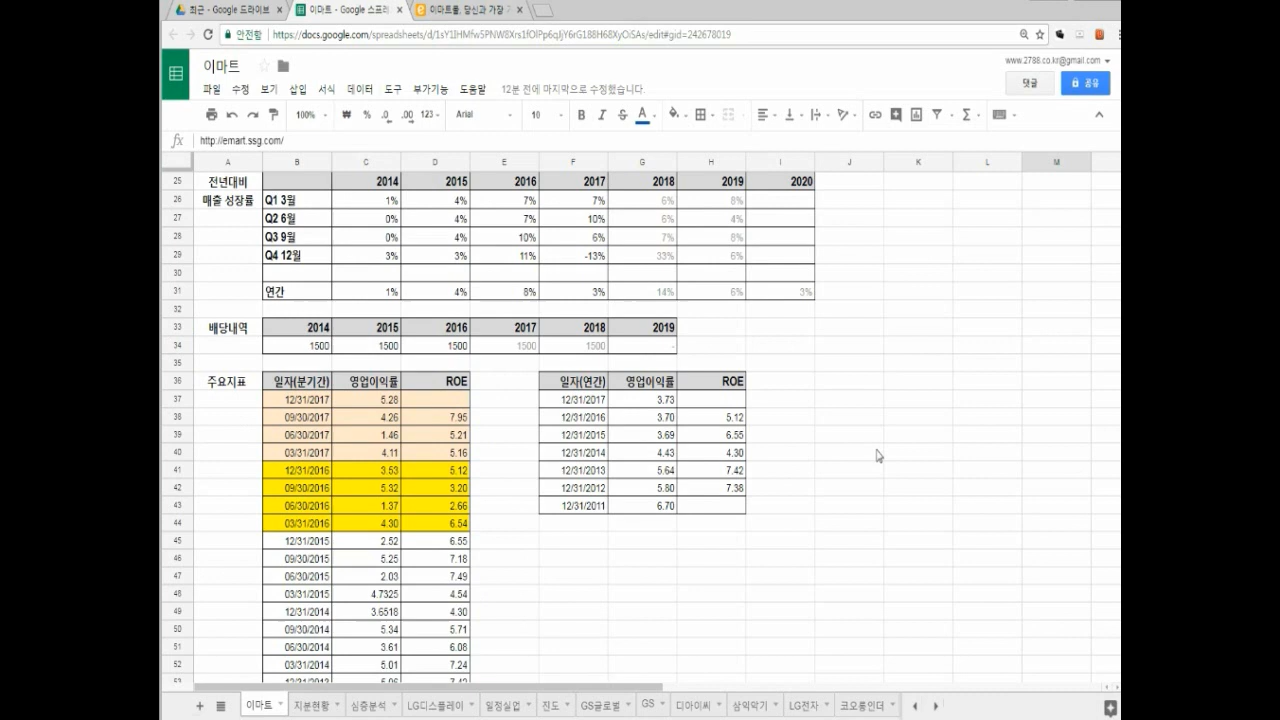 최근 - Google 드라이브 × 이마트 - Google 스프레 × 이마트몰, 당신과 가장 ×
안전함 https://docs.google.com/spreadsheets/d/
이마트
www.2788.co.kr@gmail.com
댓글 공유
파일 수정 보기 삽입 서식 데이터 도구 부가기능 도움말 12분 전에 마지막으로 수정했습니다.
100% ₩ % .0 .00 123 Arial 10 B I S A Σ
fx http://emart.ssg.com/
A B C D E F G H I J K L M
25 전년대비 2014 2015 2016 2017 2018 2019 2020
26 매출 성장률 Q1 3월 1% 4% 7% 7% 6% 8%
27 Q2 6월 0% 4% 7% 10% 6% 4%
28 Q3 9월 0% 4% 10% 6% 7% 8%
29 Q4 12월 3% 3% 11% -13% 33% 6%
30
31 연간 1% 4% 8% 3% 14% 6% 3%
32
33 배당내역 2014 2015 2016 2017 2018 2019
34 1500 1500 1500 1500 1500 -
35
36 주요지표 일자(분기간) 영업이익률 ROE 일자(연간) 영업이익률 ROE
37 12/31/2017 5.28 12/31/2017 3.73
38 09/30/2017 4.26 7.95 12/31/2016 3.70 5.12
39 06/30/2017 1.46 5.21 12/31/2015 3.69 6.55
40 03/31/2017 4.11 5.16 12/31/2014 4.43 4.30
41 12/31/2016 3.53 5.12 12/31/2013 5.64 7.42
42 09/30/2016 5.32 3.20 12/31/2012 5.80 7.38
43 06/30/2016 1.37 2.66 12/31/2011 6.70
44 03/31/2016 4.30 6.54
45 12/31/2015 2.52 6.55
46 09/30/2015 5.25 7.18
47 06/30/2015 2.03 7.49
48 03/31/2015 4.7325 4.54
49 12/31/2014 3.6518 4.30
50 09/30/2014 5.34 5.71
51 06/30/2014 3.61 6.08
52 03/31/2014 5.01 7.24
53 12/31/2013 5.06 7.42
이마트 지분현황 심층분석 LG디스플레이 일정실업 진도 GS글로벌 GS 디아이씨 삼익악기 LG전자 코오롱인더